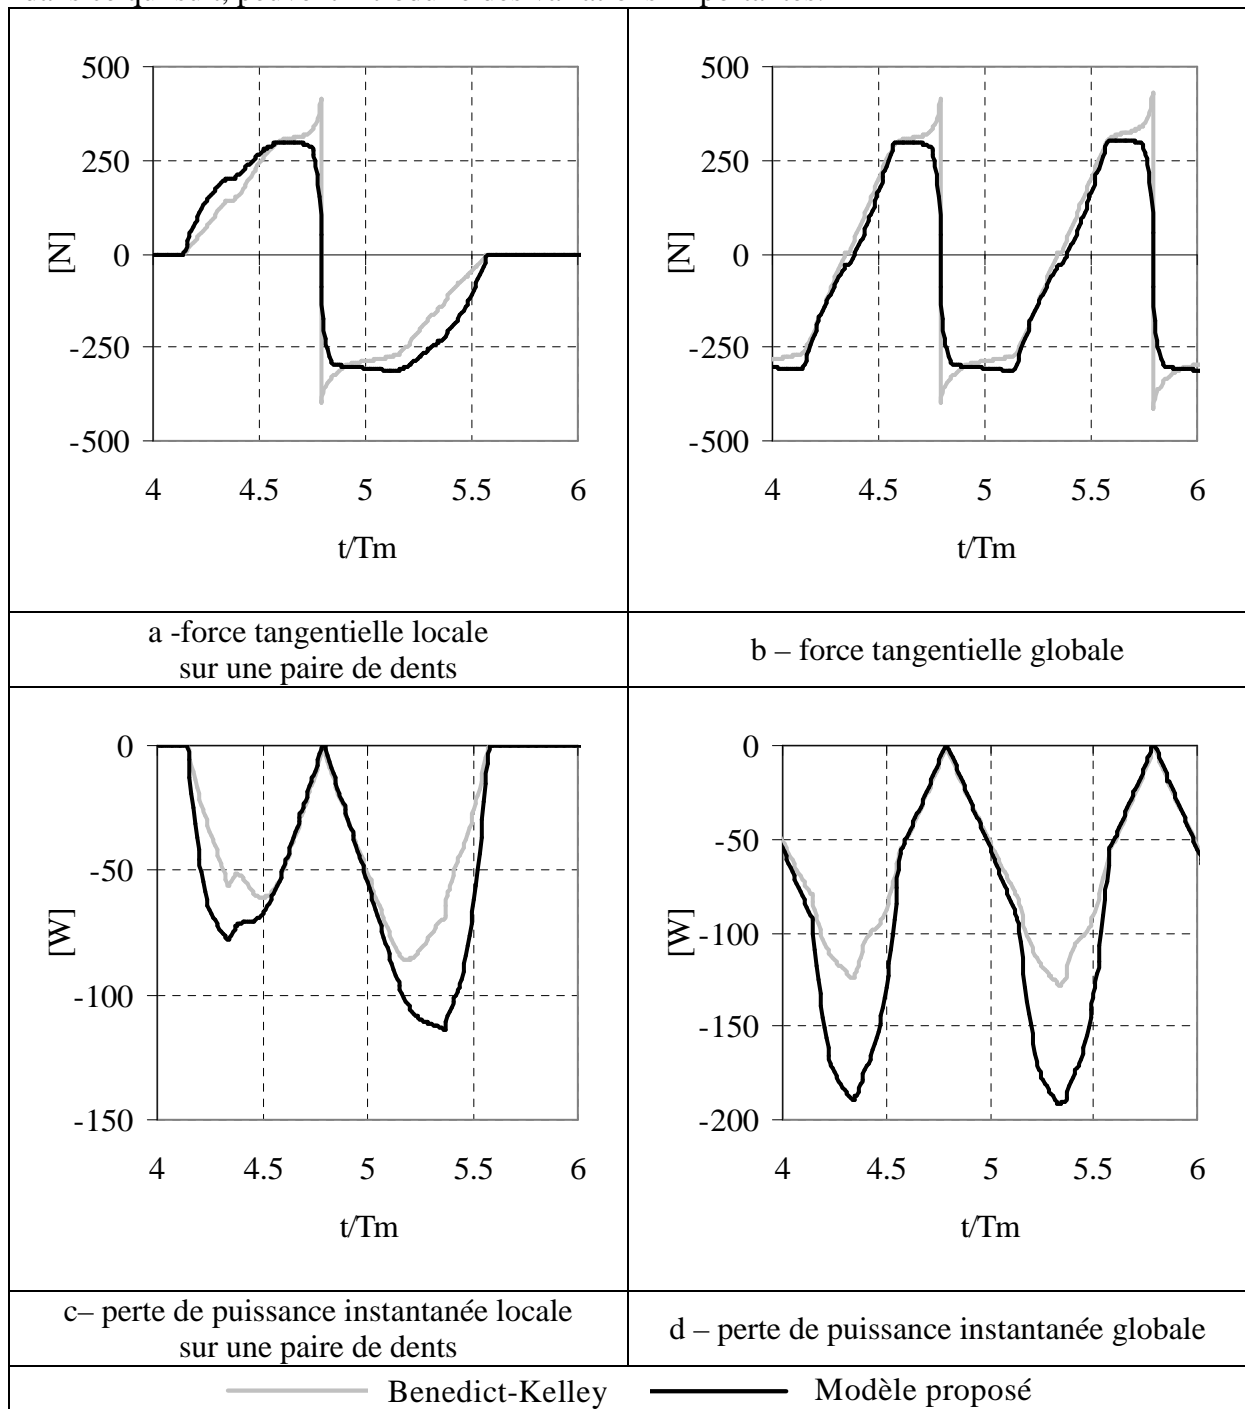 500
250
0
-250
-500
[N]
4 4.5 5 5.5 6
t/Tm
500
250
0
-250
-500
[N]
4 4.5 5 5.5 6
t/Tm
a -force tangentielle locale
sur une paire de dents
b – force tangentielle globale
0
-50
-100
-150
[W]
4 4.5 5 5.5 6
t/Tm
0
-50
-100
-150
-200
[W]
4 4.5 5 5.5 6
t/Tm
c– perte de puissance instantanée locale
sur une paire de dents
d – perte de puissance instantanée globale
Benedict-Kelley
Modèle proposé